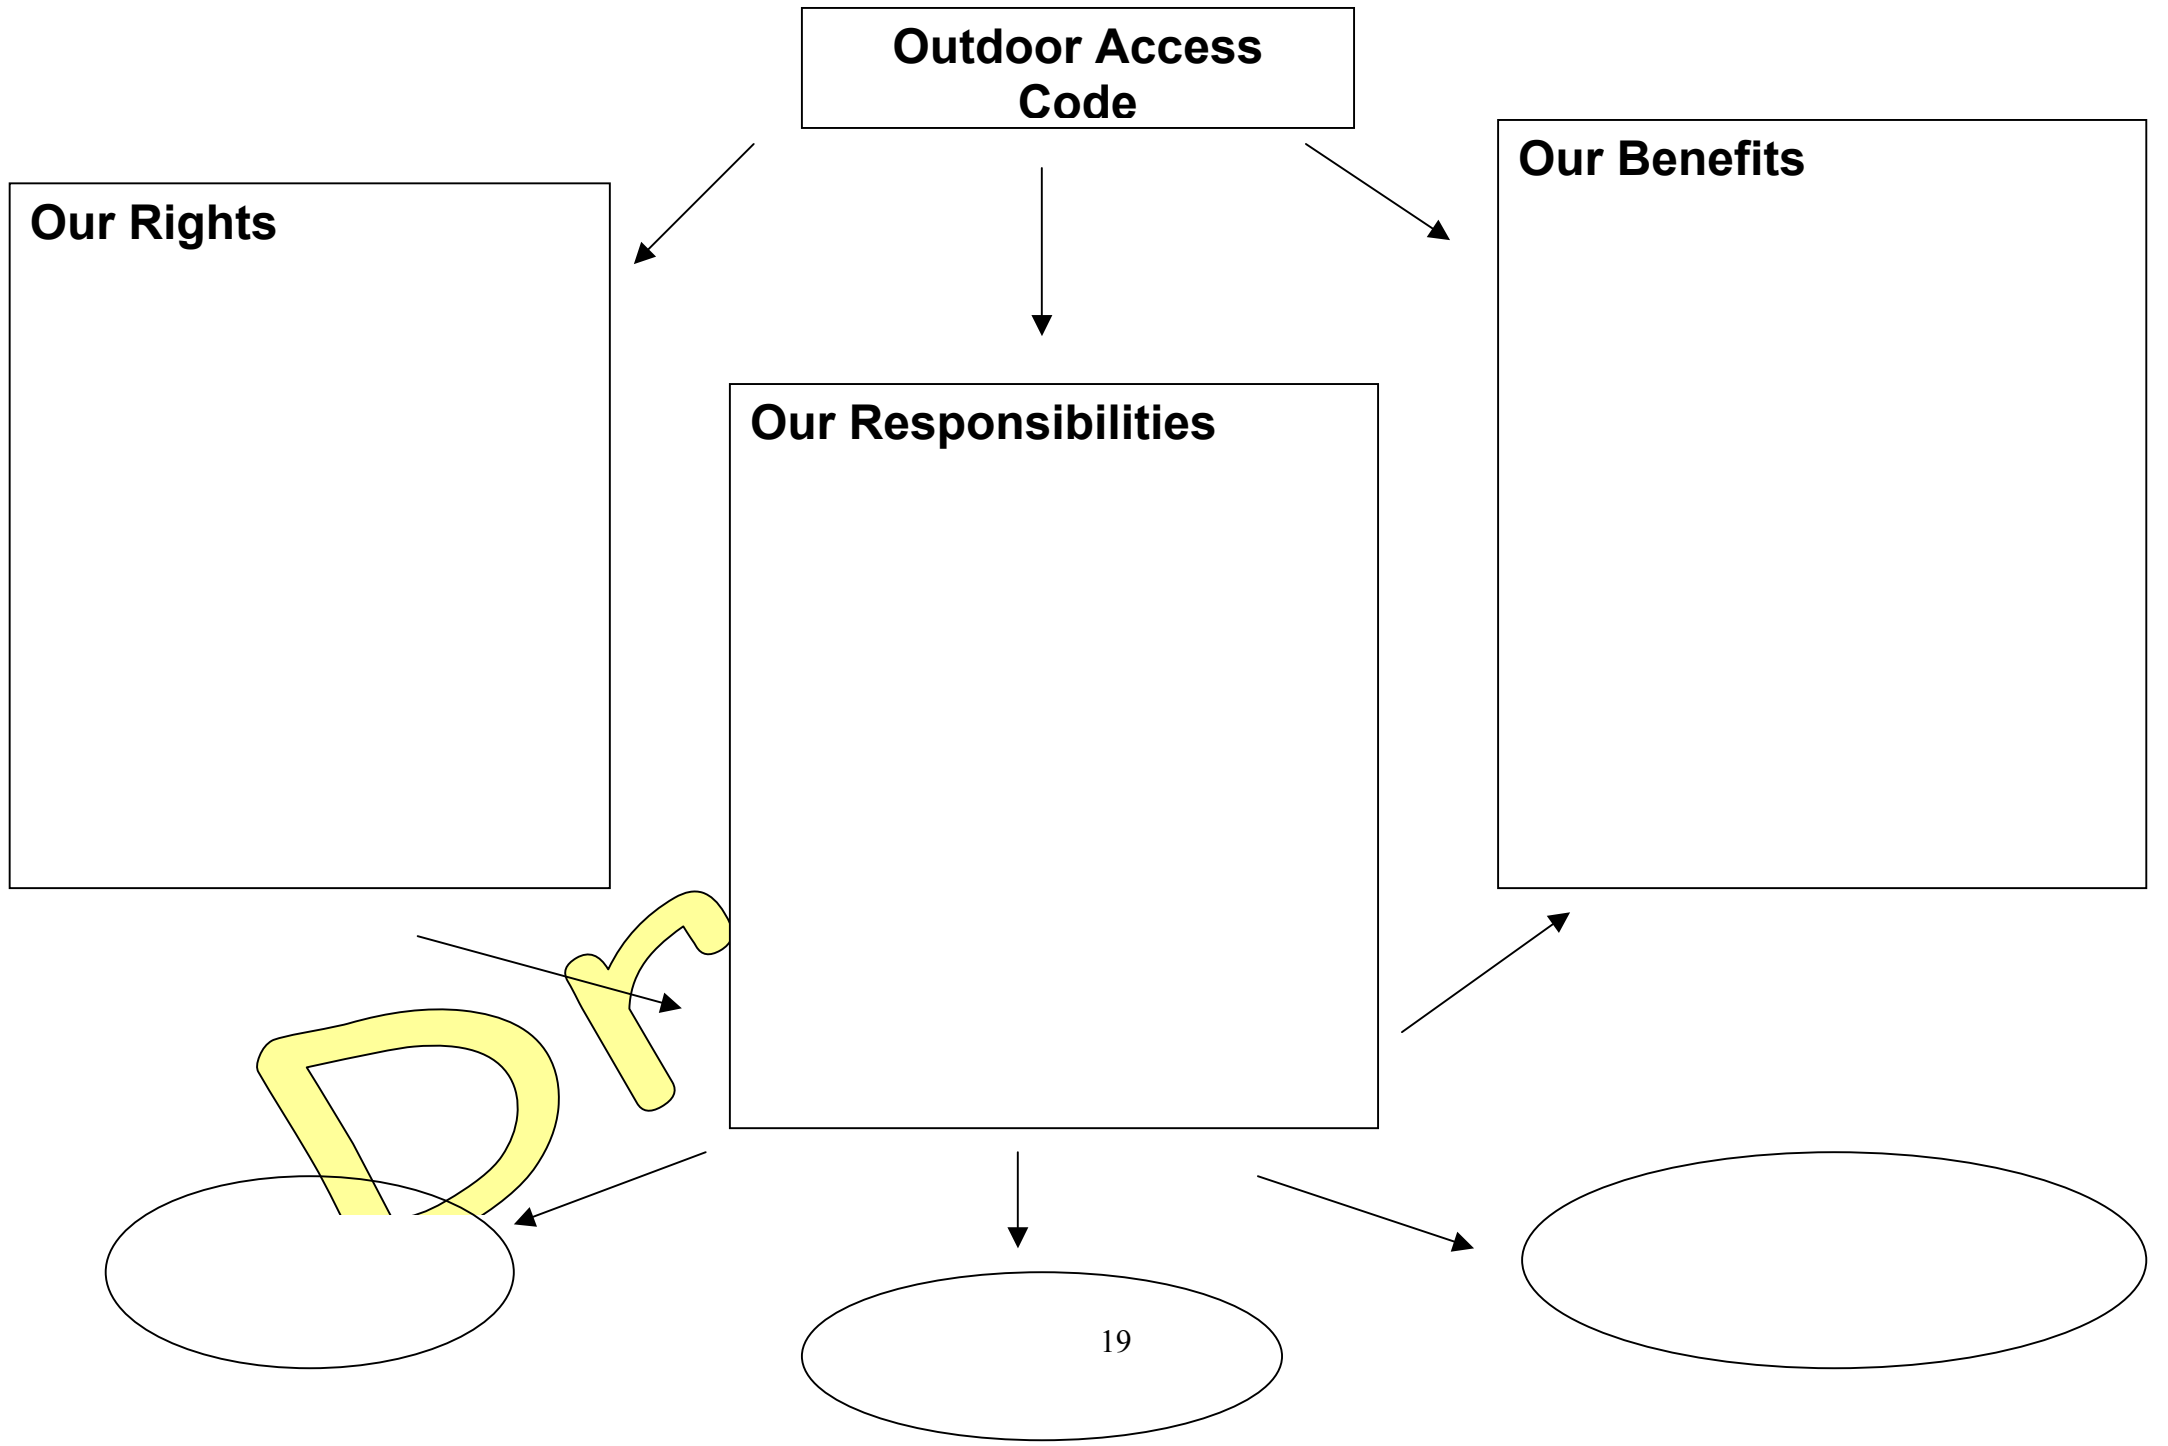 Outdoor Access
Code
Our Benefits
Our Rights
Our Responsibilities
Dr
19